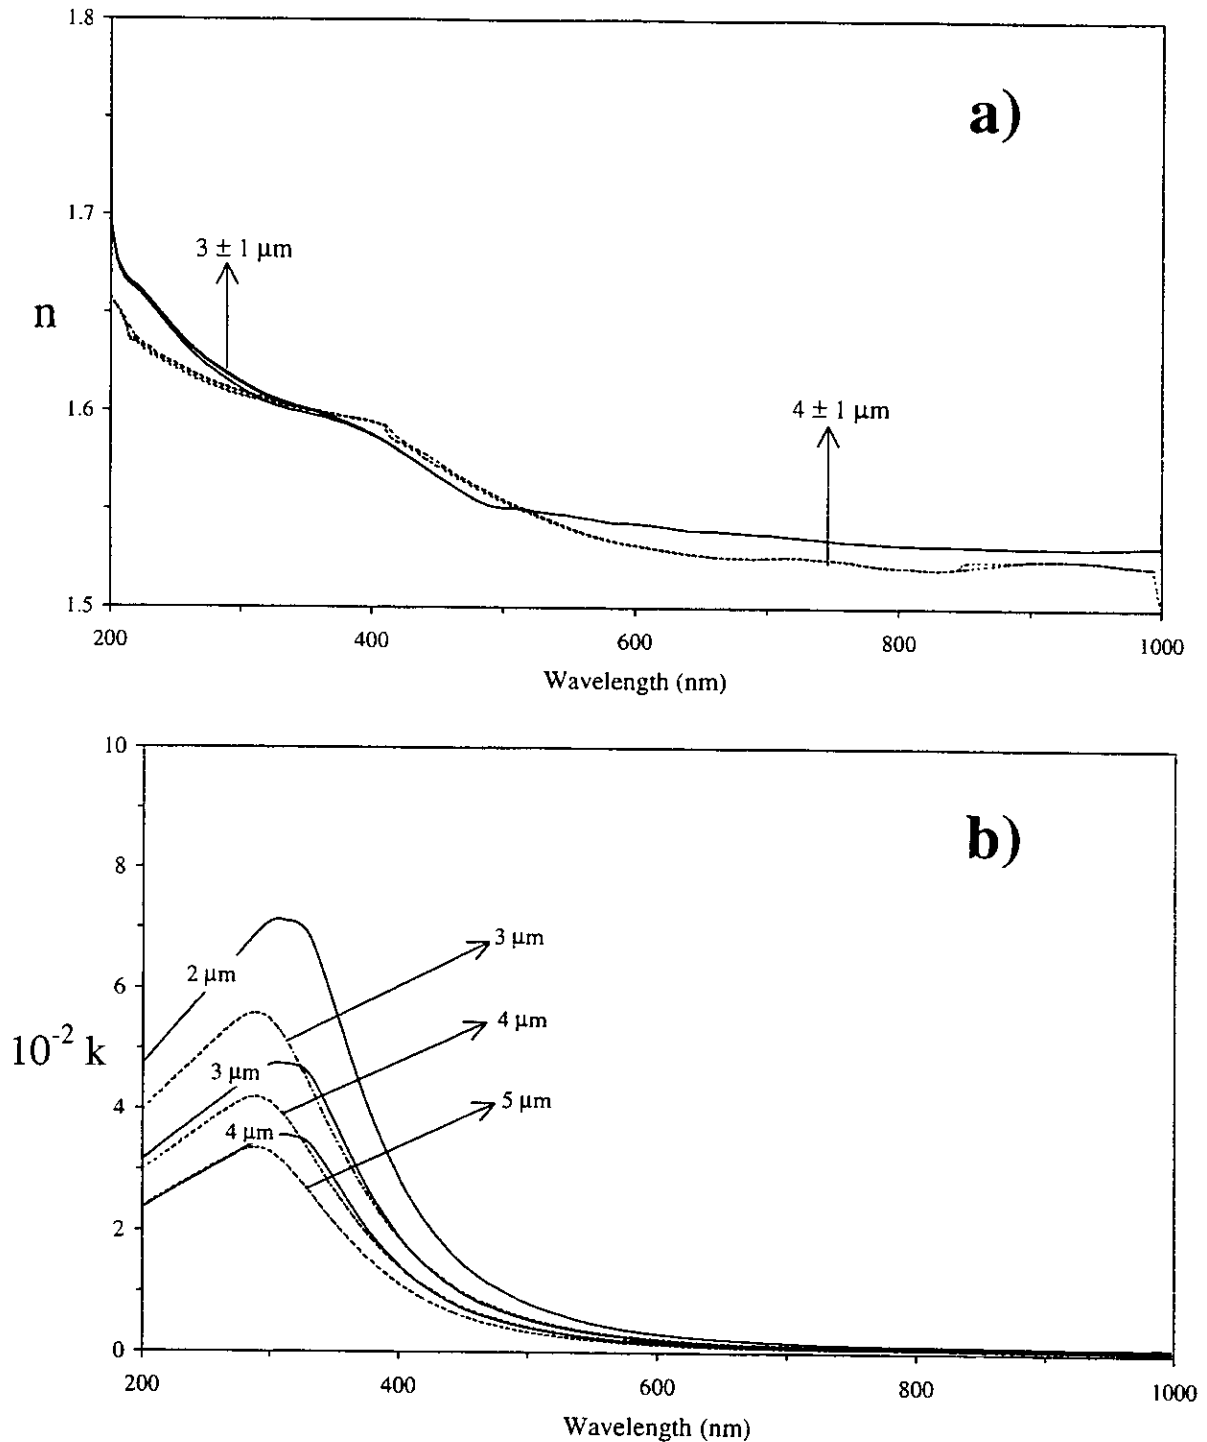 1.8
a)
1.7
3 ± 1 μm
n
1.6
4 ± 1 μm
1.5
200
400
600
800
1000
Wavelength (nm)
10
b)
8
3 μm
2 μm
6
4 μm
10⁻² k
3 μm
5 μm
4
4 μm
2
0
200
400
600
800
1000
Wavelength (nm)